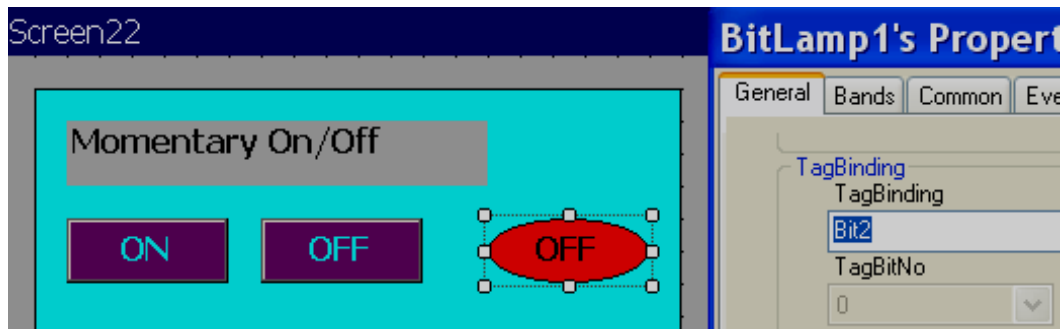 Screen22
Momentary On/Off
ON
OFF
OFF
BitLamp1's Propert
General
Bands
Common
Eve
TagBinding
TagBinding
Bit2
TagBitNo
0